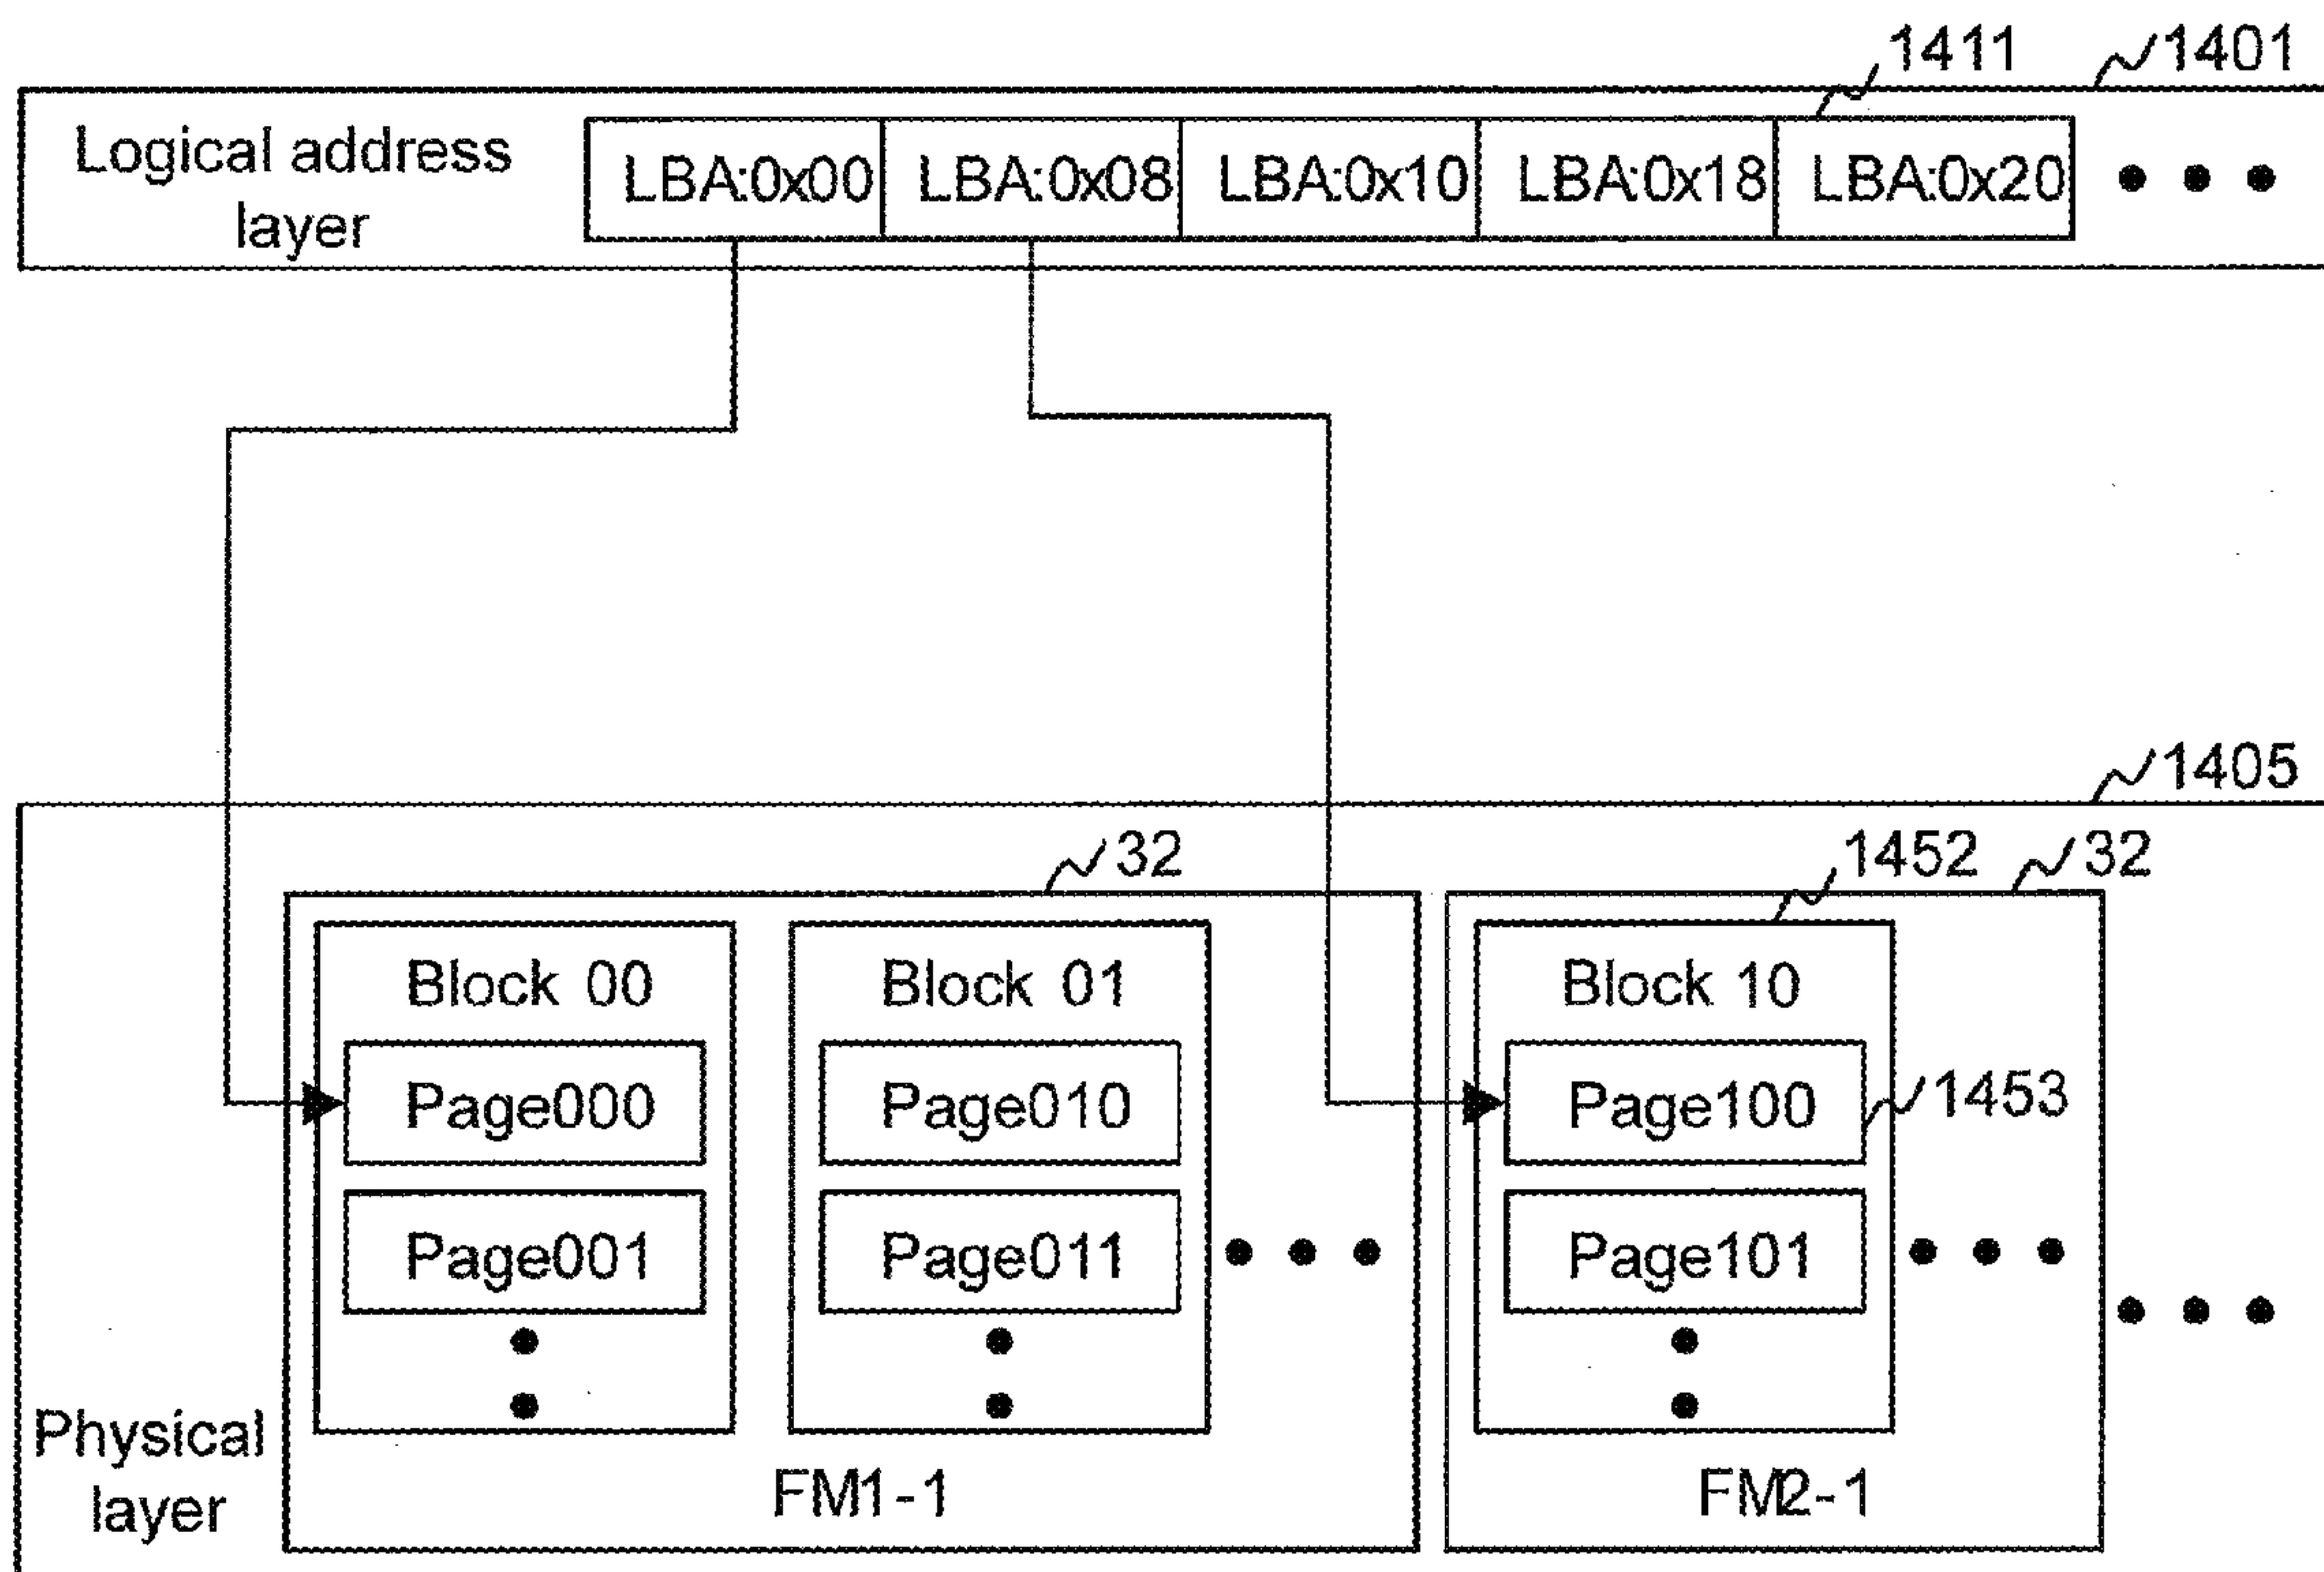 1411
1401
Logical address
layer
LBA:0x00 LBA:0x08 LBA:0x10 LBA:0x18 LBA:0x20
1405
32
1452
32
Block 00
Block 01
Block 10
Page000
Page010
Page100
1453
Page001
Page011
Page101
Physical
layer
FM1-1
FM2-1